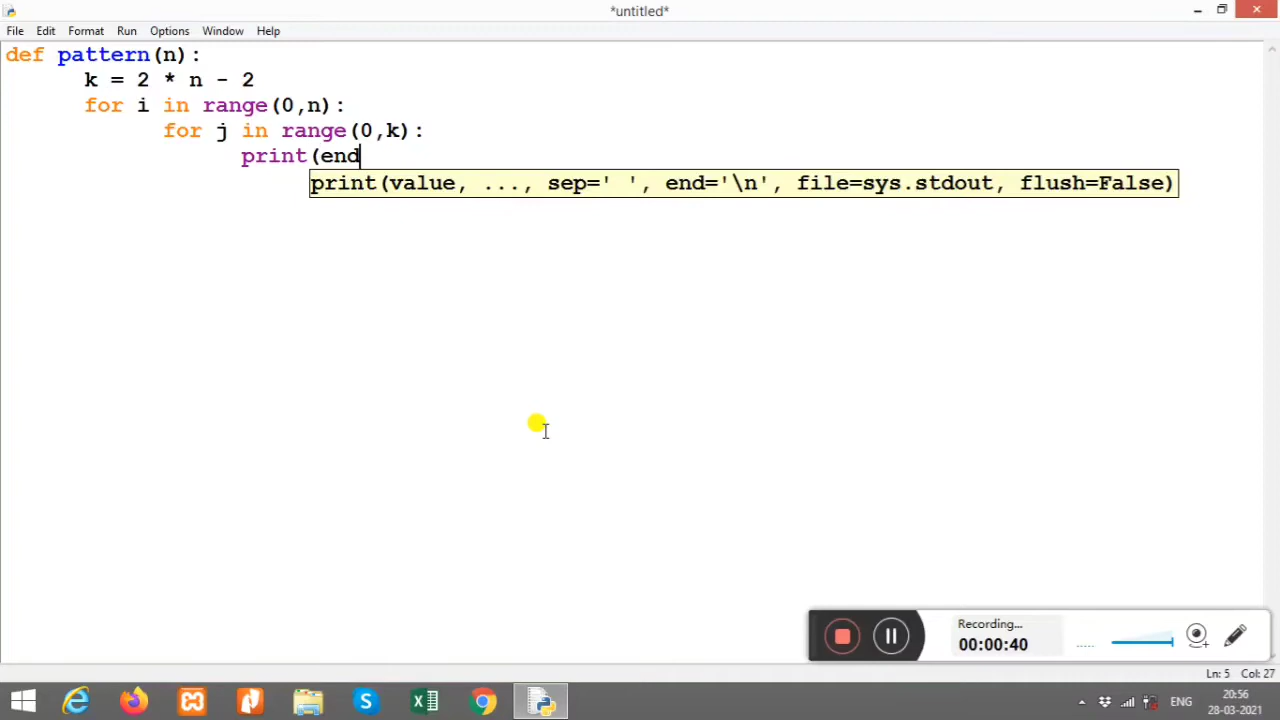 *untitled*
File Edit Format Run Options Window Help
def pattern(n):
k = 2 * n - 2
for i in range(0,n):
for j in range(0,k):
print(end
print(value, ..., sep=' ', end='\n', file=sys.stdout, flush=False)
Recording...
00:00:40
Ln: 5 Col: 27
ENG
20:56
28-03-2021